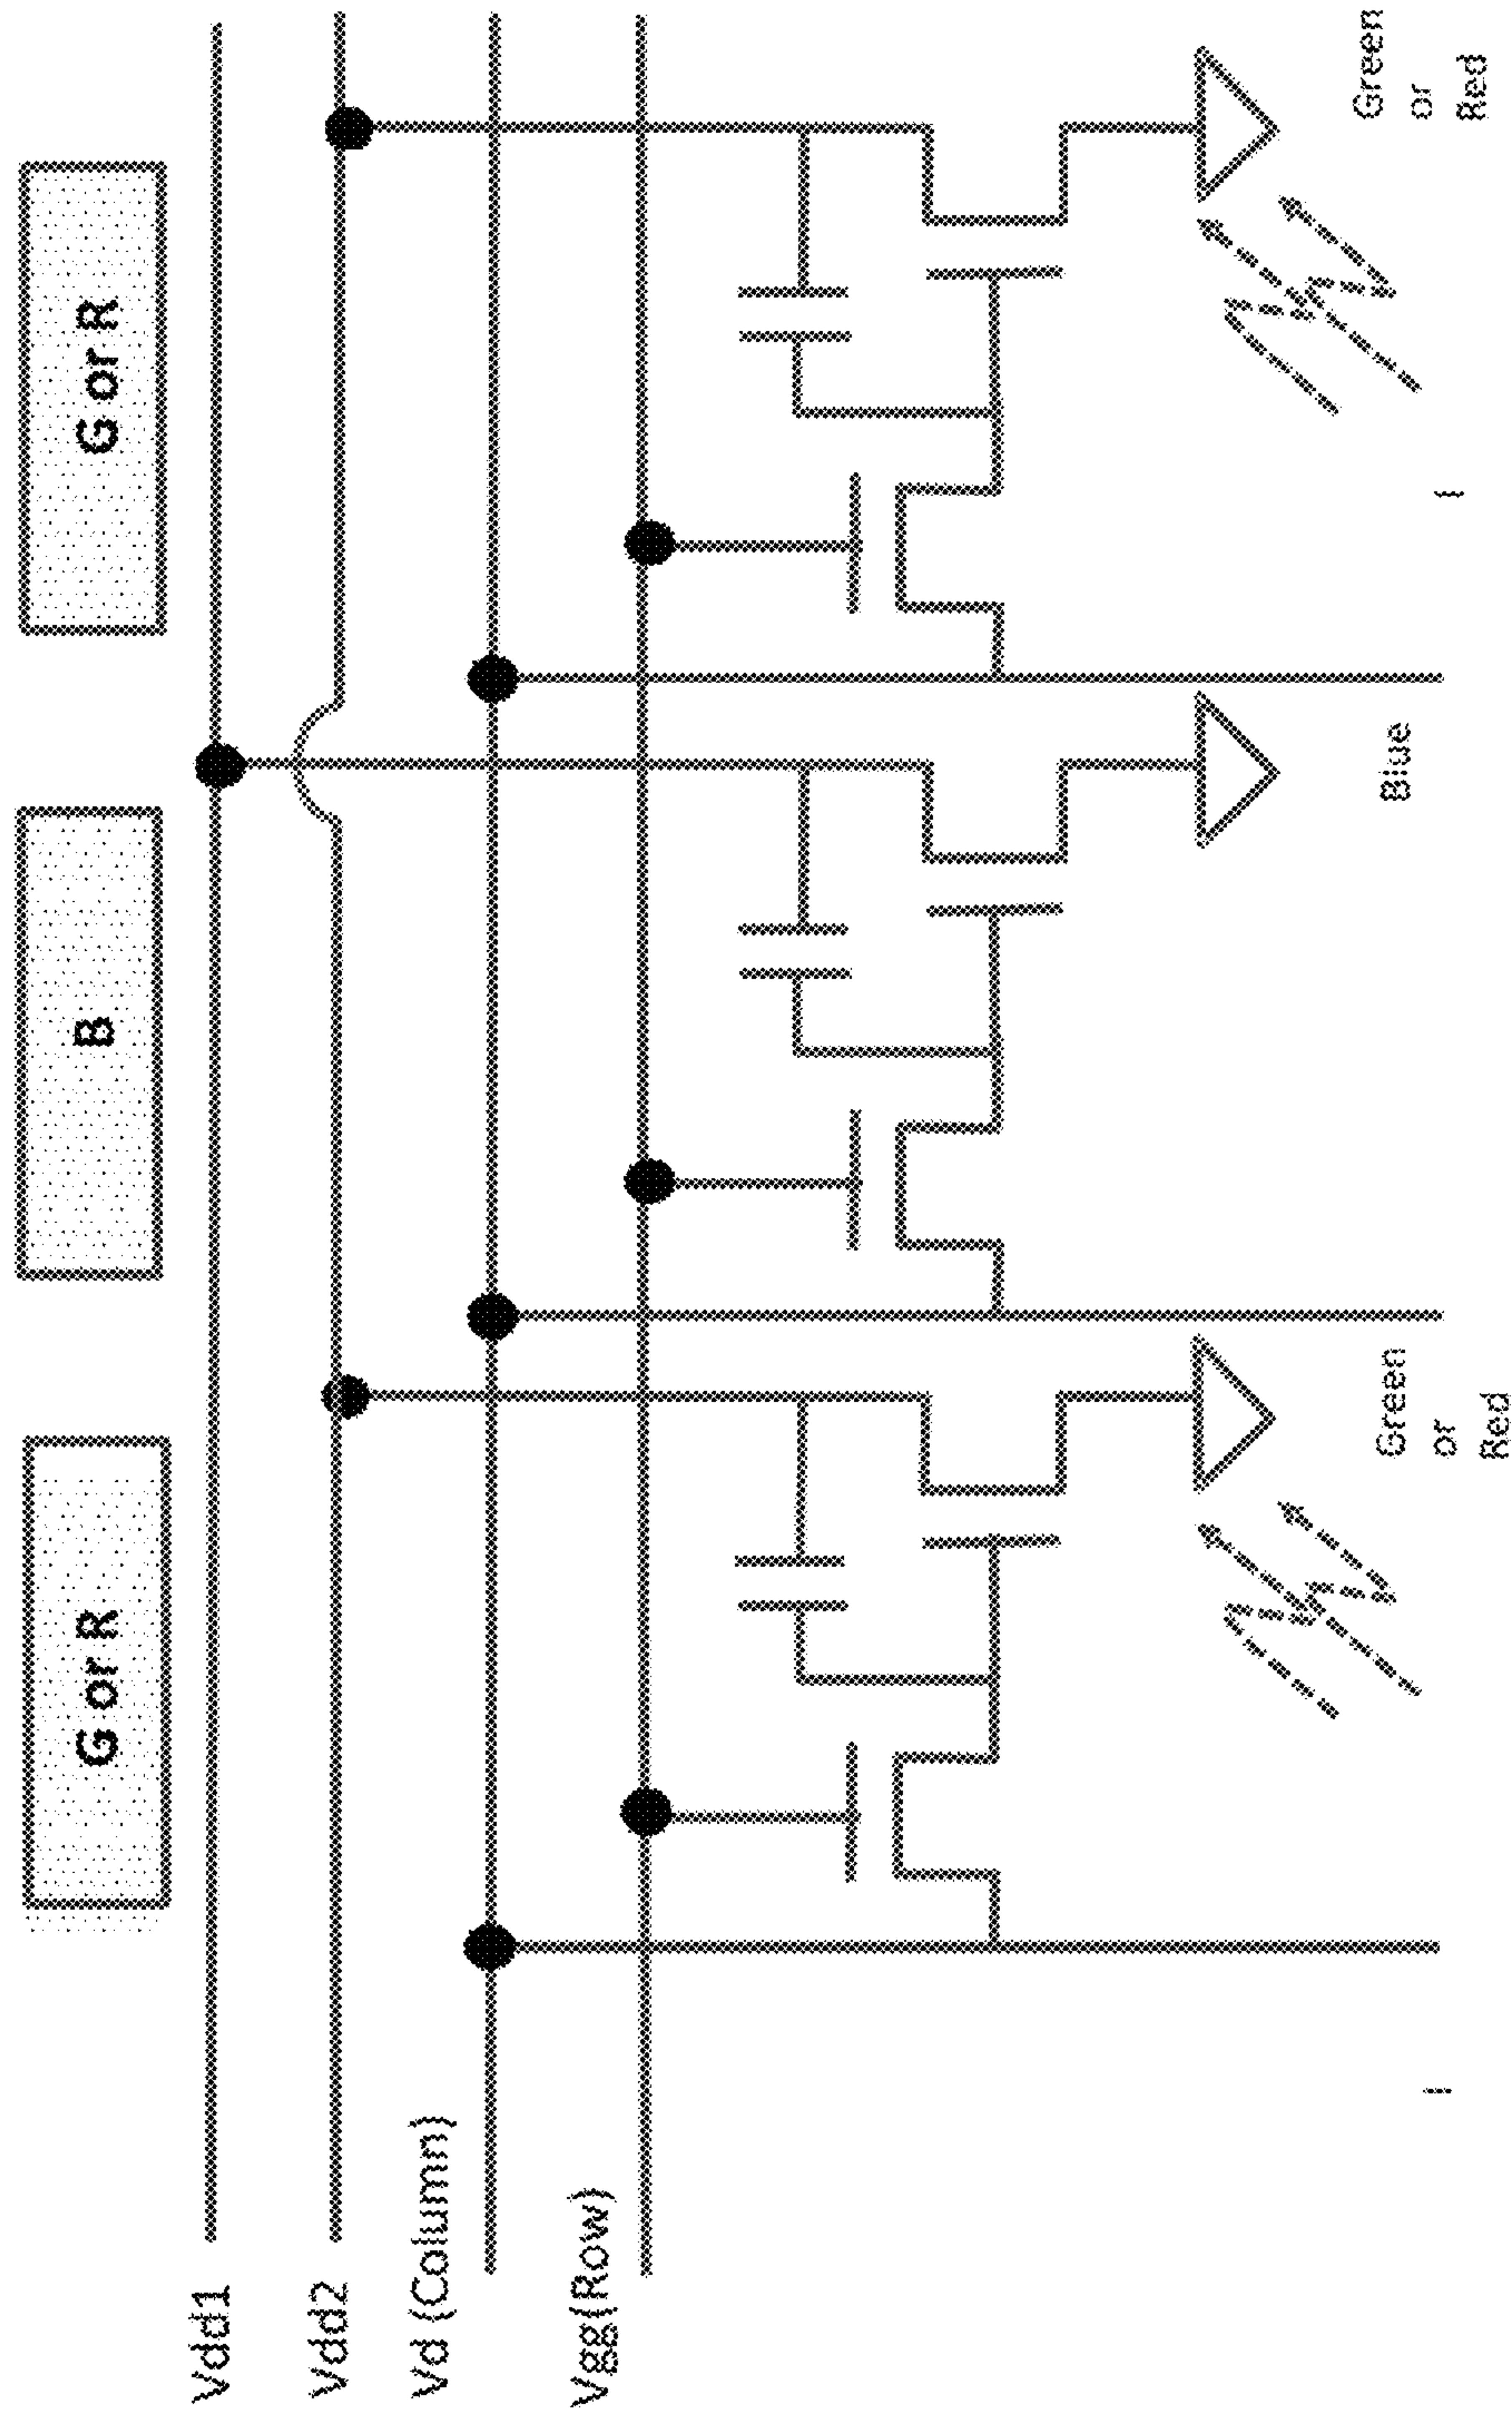 G or R
B
G or R
Vdd1
Vdd2
Vd (Column)
Vgg(Row)
Green
or
Red
Blue
Green
or
Red